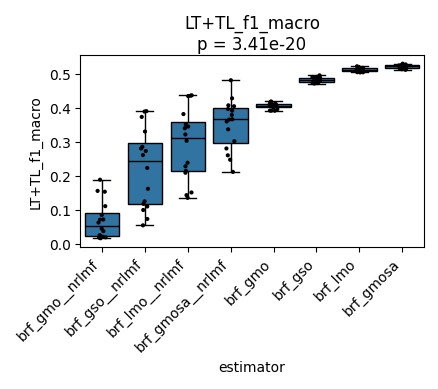 LT+TL_f1_macro
p = 3.41e-20
LT+TL_f1_macro
0.5
0.4
0.3
0.2
0.1
0.0
brf_gmo__nrlmf
brf_gso__nrlmf
brf_lmo__nrlmf
brf_gmosa__nrlmf
brf_gmo
brf_gso
brf_lmo
brf_gmosa
estimator